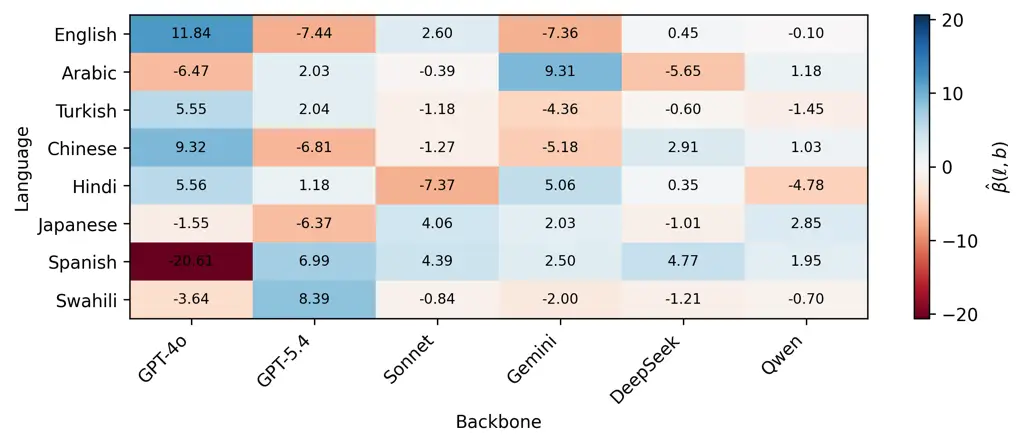 English 11.84 -7.44 2.60 -7.36 0.45 -0.10
Arabic -6.47 2.03 -0.39 9.31 -5.65 1.18
Turkish 5.55 2.04 -1.18 -4.36 -0.60 -1.45
Chinese 9.32 -6.81 -1.27 -5.18 2.91 1.03
Hindi 5.56 1.18 -7.37 5.06 0.35 -4.78
Japanese -1.55 -6.37 4.06 2.03 -1.01 2.85
Spanish -20.61 6.99 4.39 2.50 4.77 1.95
Swahili -3.64 8.39 -0.84 -2.00 -1.21 -0.70
Language
GPT-4o GPT-5.4 Sonnet Gemini DeepSeek Qwen
Backbone
20
10
0
−10
−20
β̂(ℓ, b)